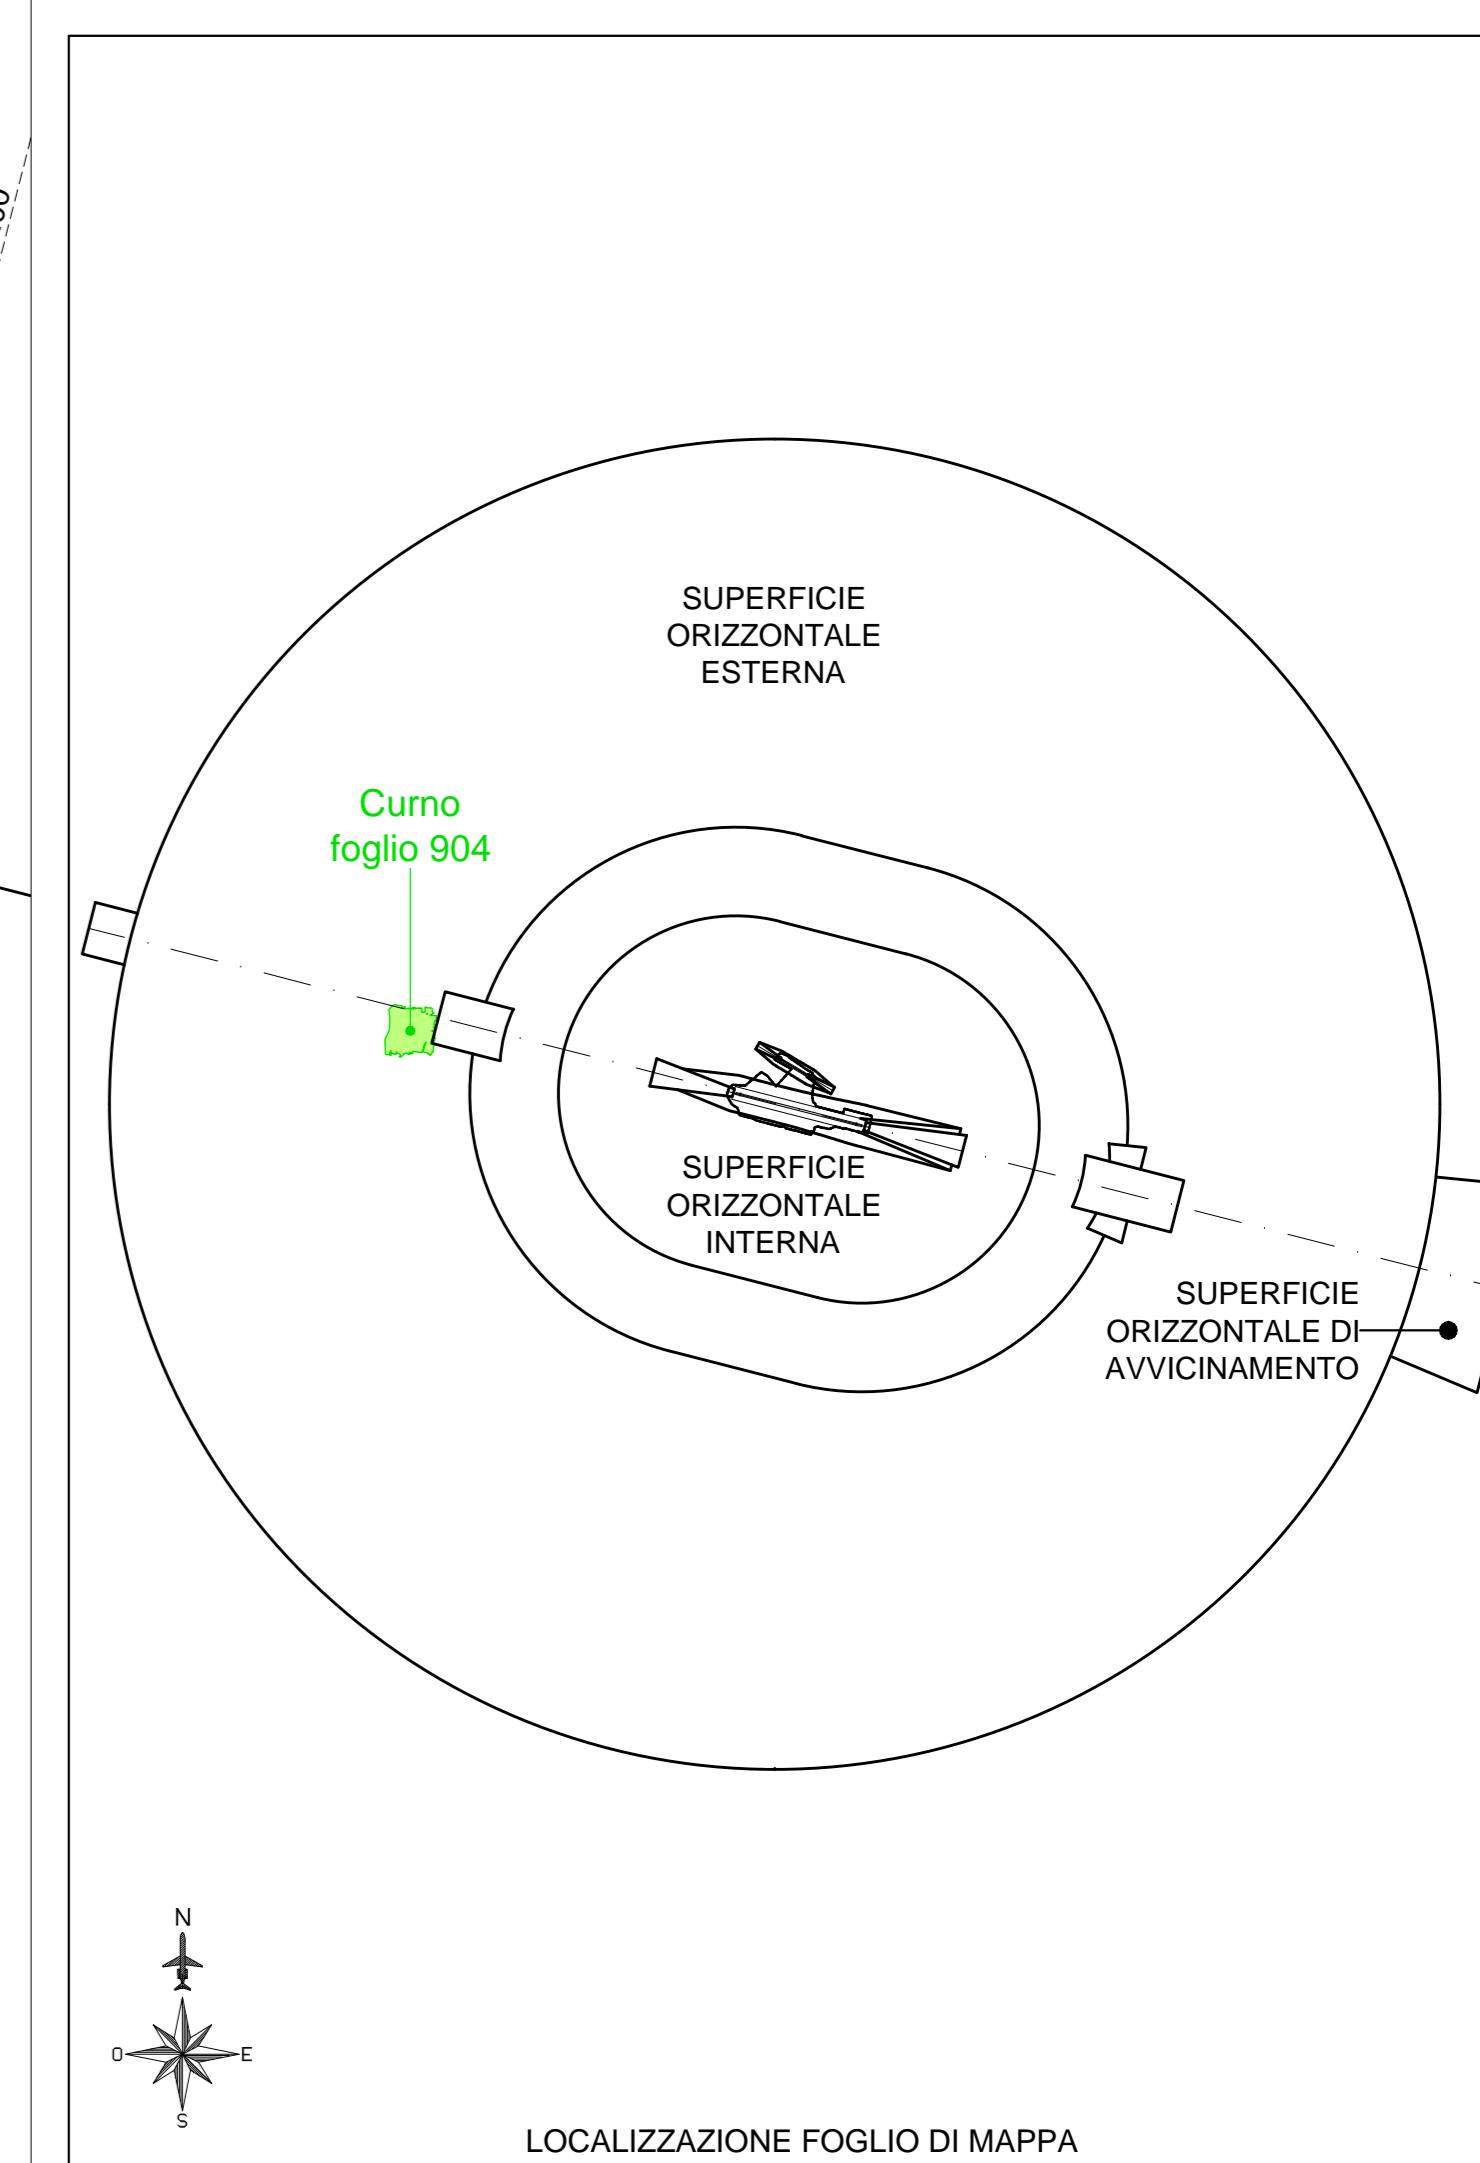 SUPERFICIE
ORIZZONTALE
ESTERNA
Curno
foglio 904
SUPERFICIE
ORIZZONTALE
INTERNA
SUPERFICIE
ORIZZONTALE DI
AVVICINAMENTO
N
O
E
S
LOCALIZZAZIONE FOGLIO DI MAPPA